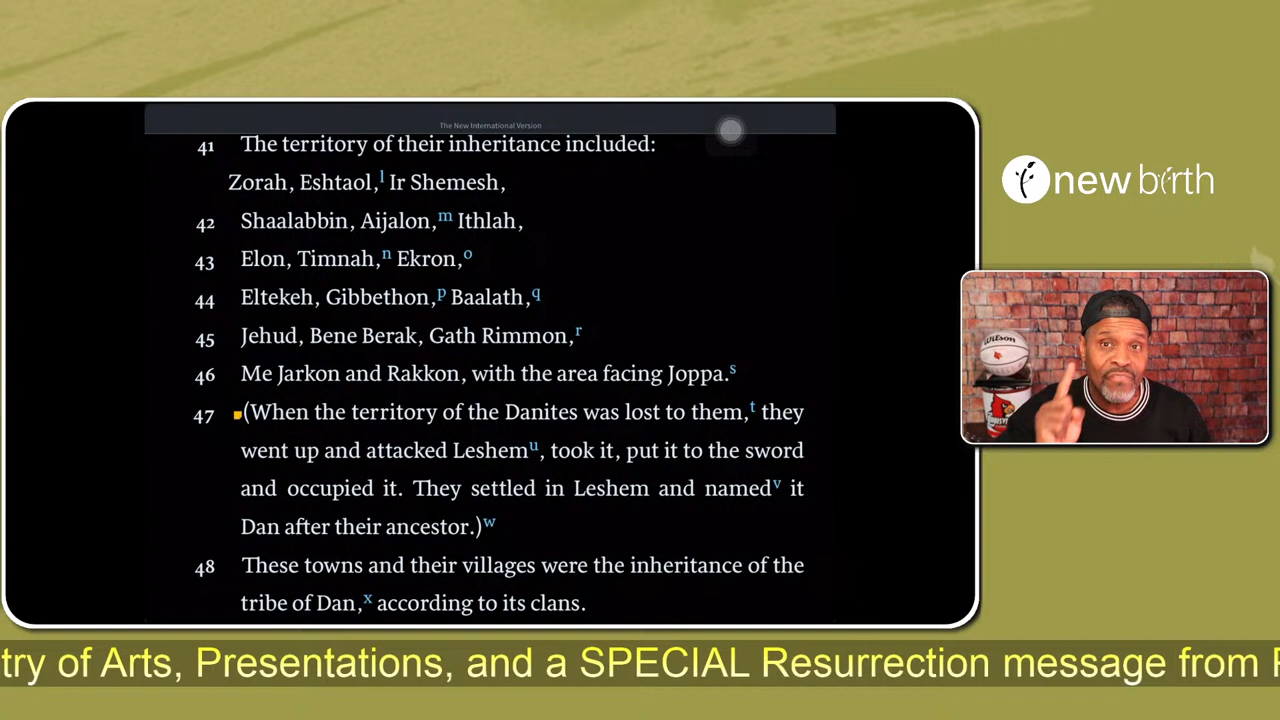 The New International Version
41 The territory of their inheritance included:
Zorah, Eshtaol,l Ir Shemesh,
42 Shaalabbin, Aijalon,m Ithlah,
43 Elon, Timnah,n Ekron,o
44 Eltekeh, Gibbethon,p Baalath,q
45 Jehud, Bene Berak, Gath Rimmon,r
46 Me Jarkon and Rakkon, with the area facing Joppa.s
47 (When the territory of the Danites was lost to them,t they
went up and attacked Leshemu, took it, put it to the sword
and occupied it. They settled in Leshem and namedv it
Dan after their ancestor.)w
48 These towns and their villages were the inheritance of the
tribe of Dan,x according to its clans.
new birth
Wilson
try of Arts, Presentations, and a SPECIAL Resurrection message from